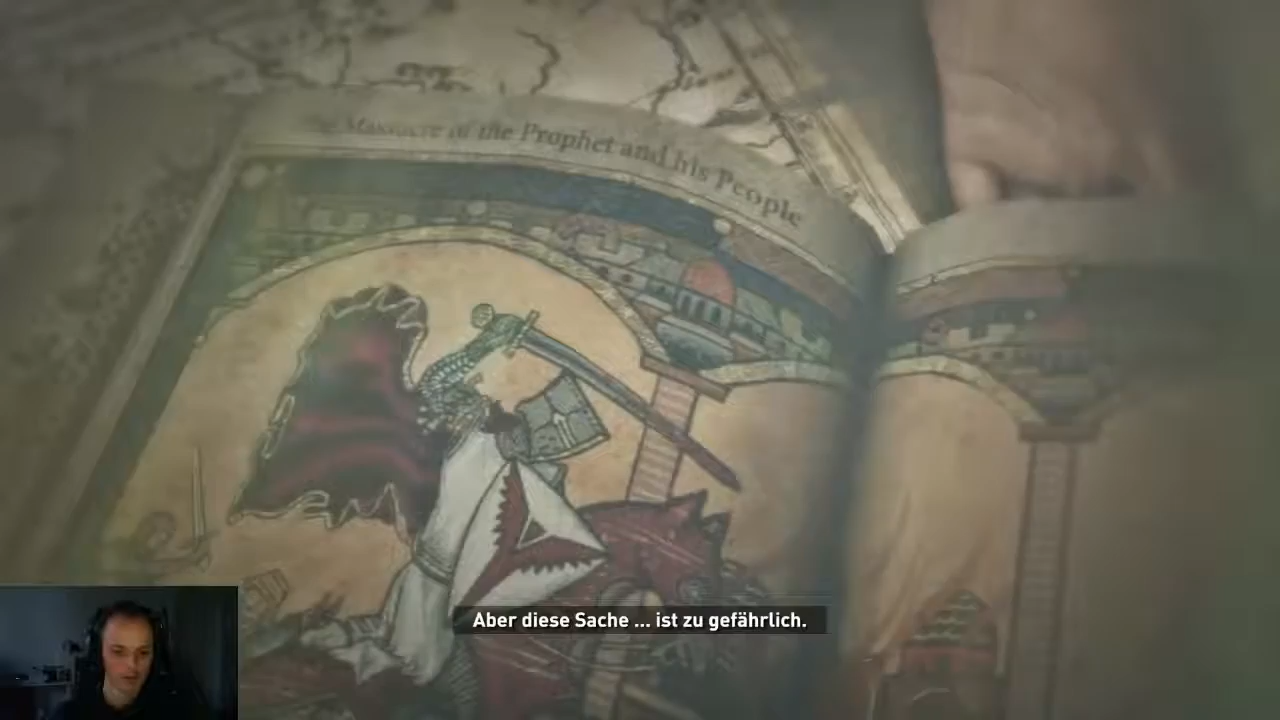 Massacre of the Prophet and his People
Aber diese Sache ... ist zu gefährlich.